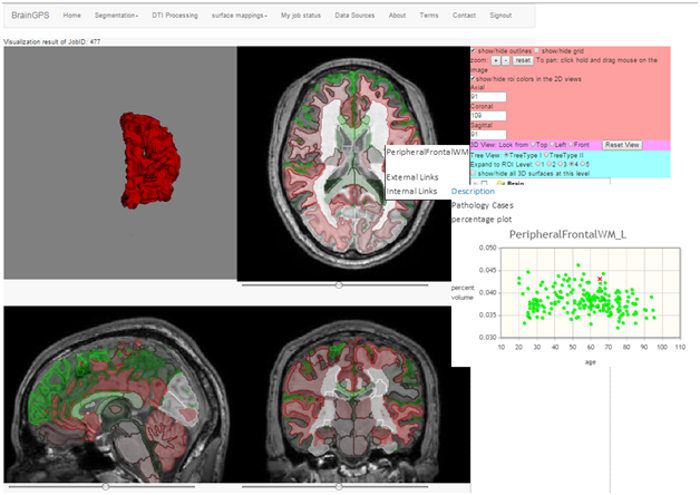 BrainGPS Home Segmentation DTI Processing surface mappings My job status Data Sources About Terms Contact Signout
Visualization result of JobID: 477
show/hide outlines show/hide grid
zoom: + - reset To pan: click hold and drag mouse on the
image
show/hide roi colors in the 2D views
Axial
91
Coronal
109
Sagittal
91
3D View: Look from Top Left Front Reset View
Tree View: TreeType I TreeType II
Expand to ROI Level: 1 2 3 4 5
show/hide all 3D surfaces at this level
Brain
PeripheralFrontalWM
External Links
Internal Links
Description
Pathology Cases
percentage plot
PeripheralFrontalWM_L
0.050
0.045
0.040
0.035
0.030
percent
volume
10 20 30 40 50 60 70 80 90 100 110
age